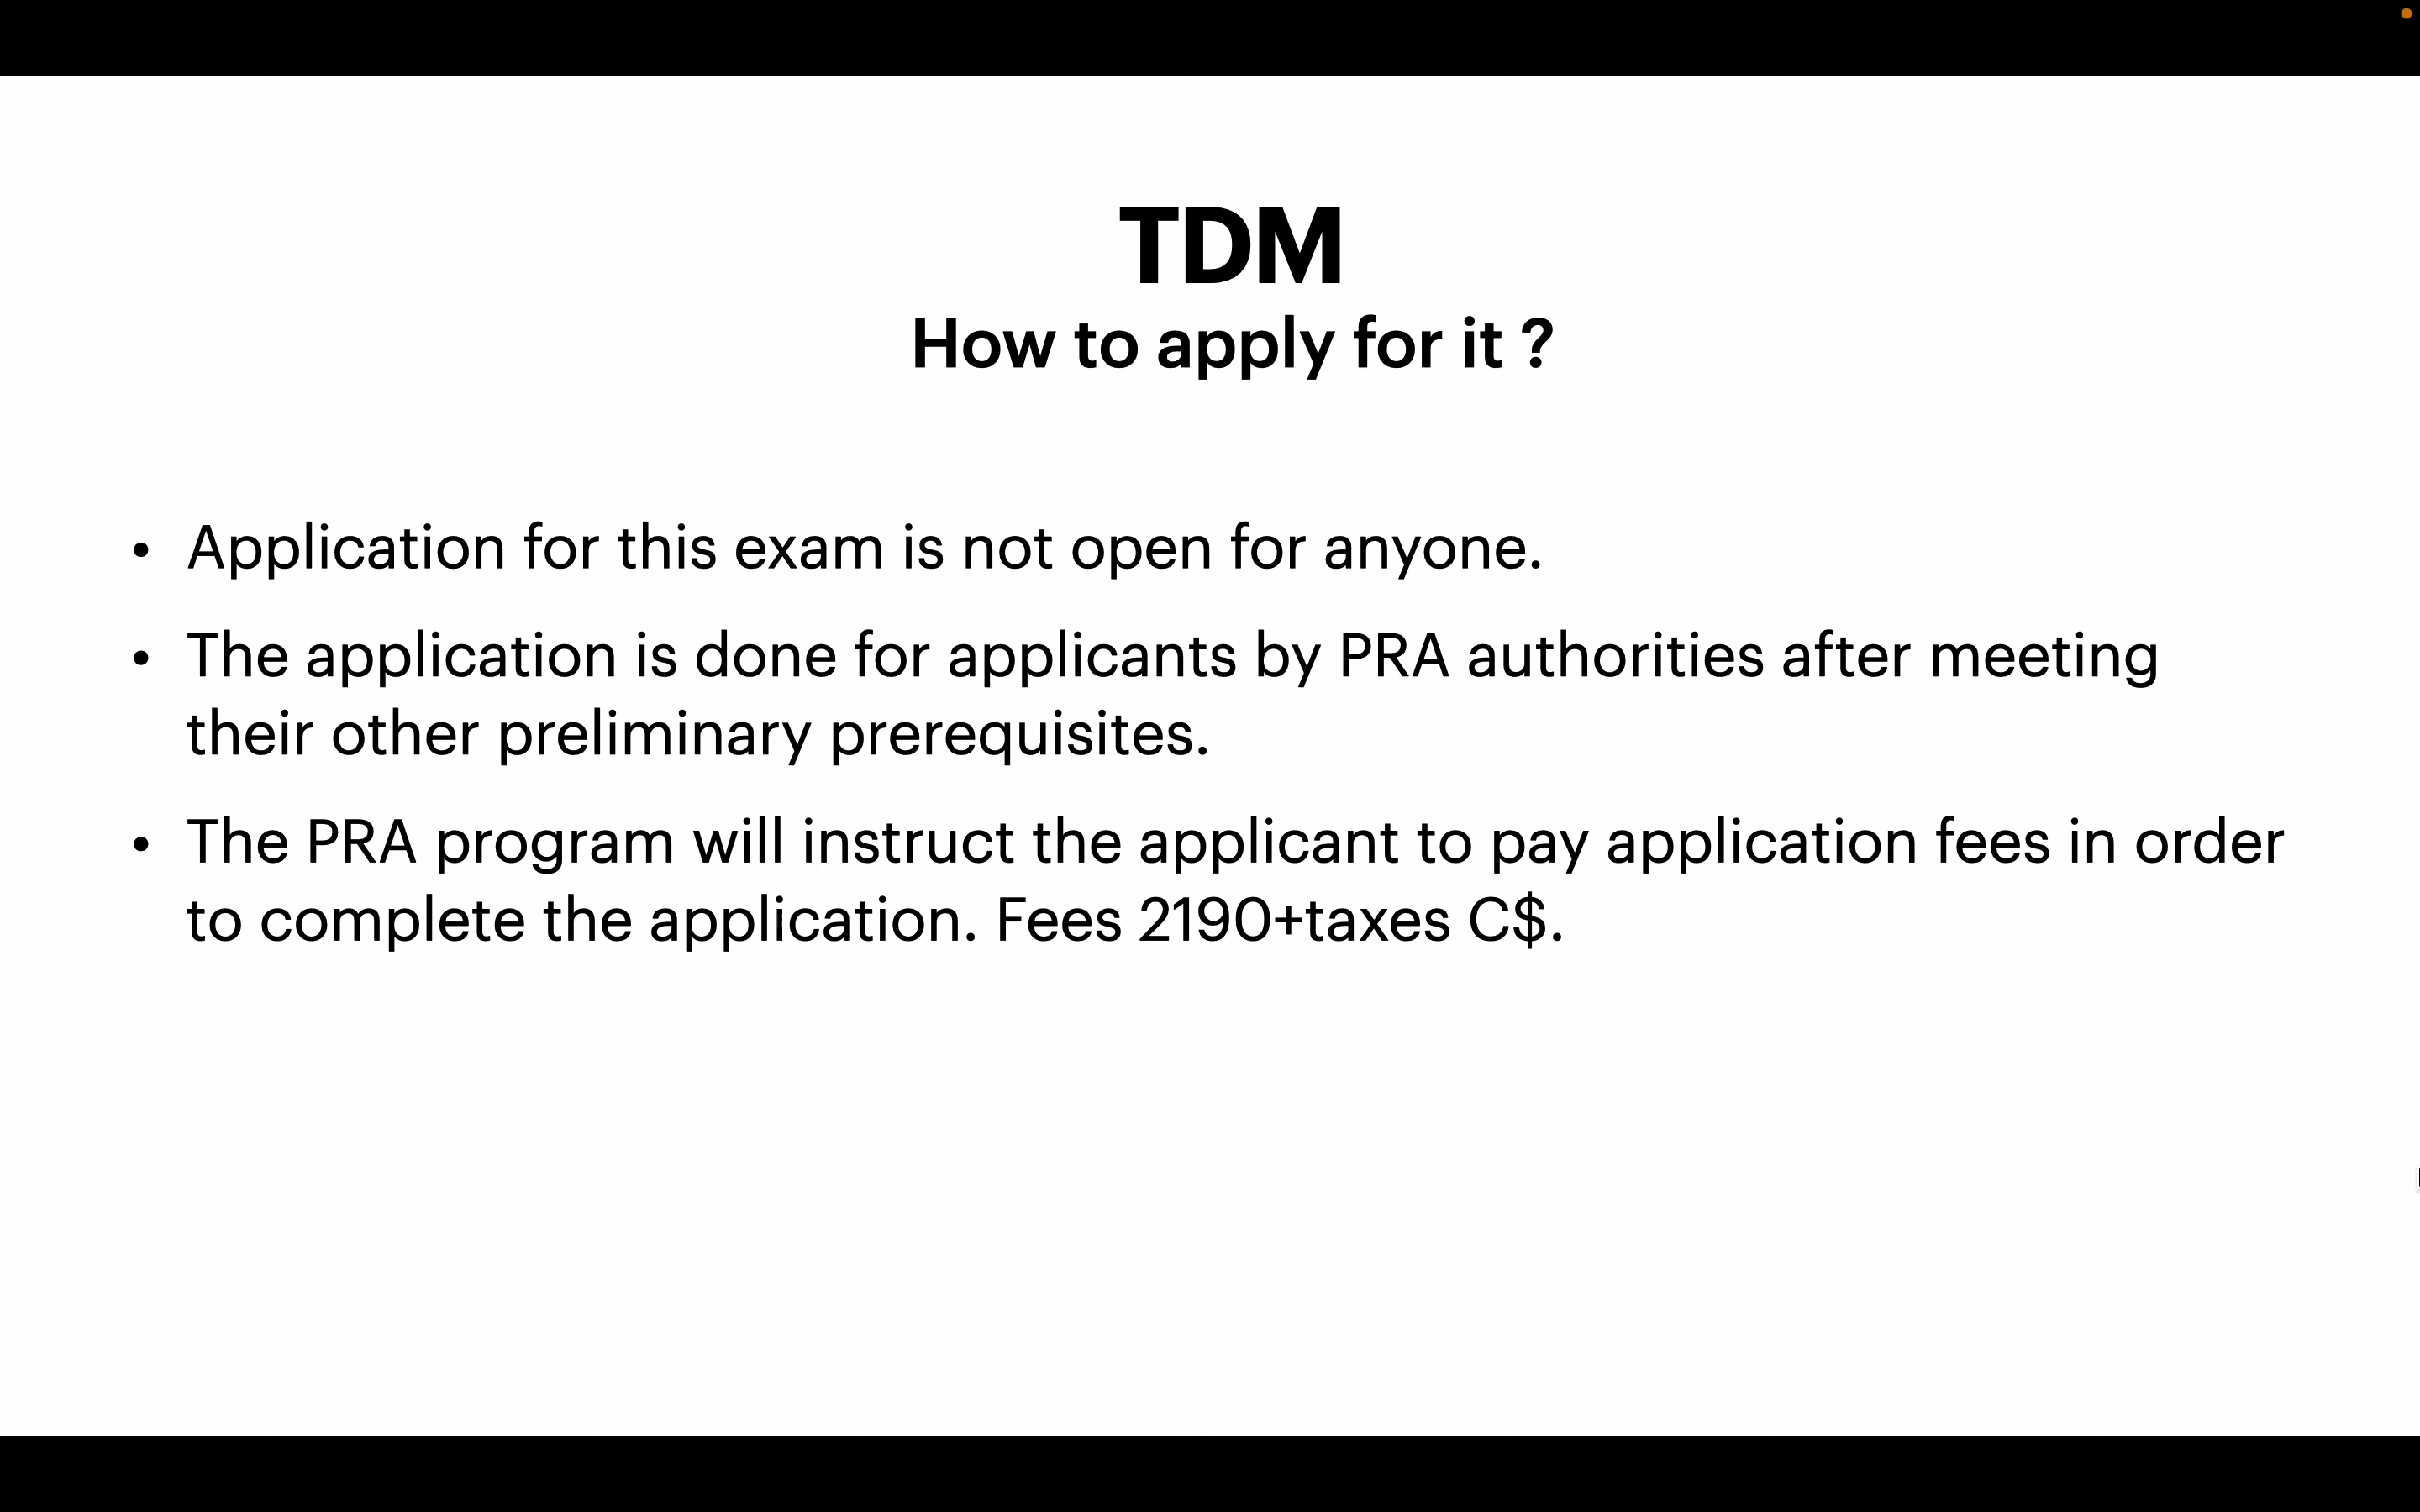 TDM
How to apply for it ?
• Application for this exam is not open for anyone.
• The application is done for applicants by PRA authorities after meeting
their other preliminary prerequisites.
• The PRA program will instruct the applicant to pay application fees in order
to complete the application. Fees 2190+taxes C$.